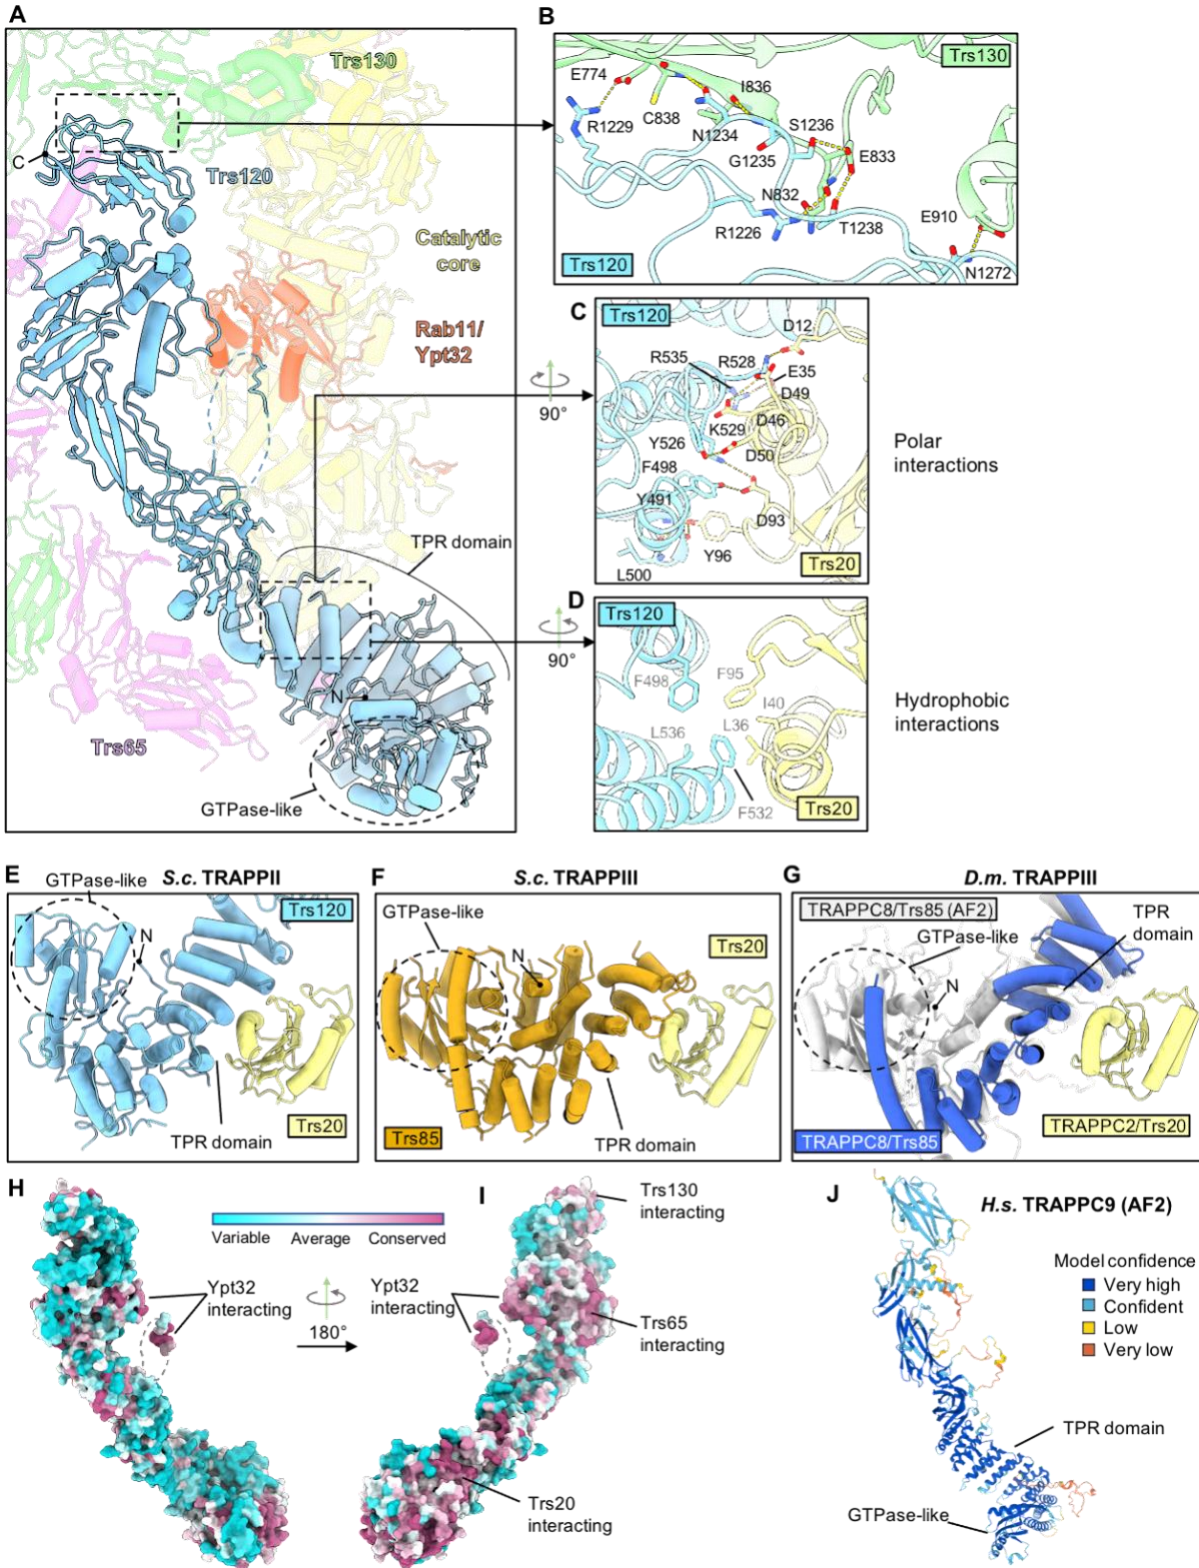 A
Trs130
C
Trs120
Catalytic
core
Rab11/
Ypt32
TPR domain
N
Trs65
GTPase-like
B
Trs130
E774
I836
R1229
C838
N1234
S1236
G1235
E833
N832
E910
R1226
T1238
N1272
Trs120
C
Trs120
D12
R535
R528
E35
D49
K529
D46
Y526
D50
F498
Y491
D93
Y96
L500
Trs20
90°
Polar
interactions
D
Trs120
F498
F95
I40
L536
L36
F532
Trs20
90°
Hydrophobic
interactions
E
S.c. TRAPPII
GTPase-like
Trs120
N
TPR domain
Trs20
F
S.c. TRAPPIII
GTPase-like
N
Trs20
Trs85
TPR domain
G
D.m. TRAPPIII
TRAPPC8/Trs85 (AF2)
GTPase-like
TPR
domain
N
TRAPPC8/Trs85
TRAPPC2/Trs20
H
Variable Average Conserved
Ypt32
interacting
180°
I
Ypt32
interacting
Trs130
interacting
Trs65
interacting
Trs20
interacting
J
H.s. TRAPPC9 (AF2)
Model confidence
Very high
Confident
Low
Very low
TPR domain
GTPase-like